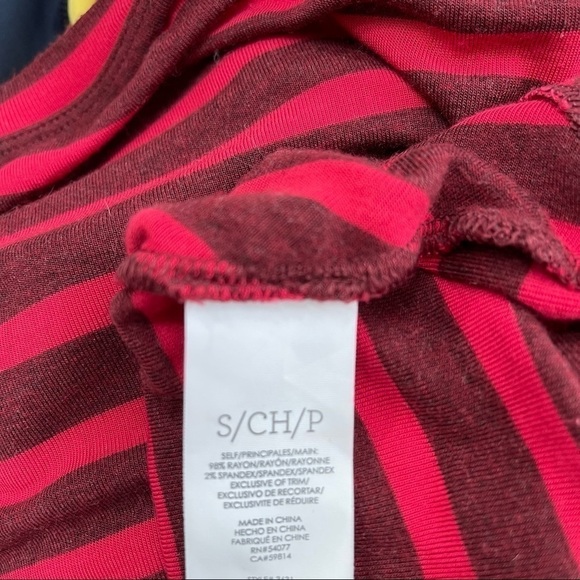 S/CH/P
SELF/PRINCIPALES/MAIN:
98% RAYON/RAYÓN/RAYONNE
2% SPANDEX/SPANDEX/SPANDEX
EXCLUSIVE OF TRIM/
EXCLUSIVO DE RECORTAR/
EXCLUSIVITE DE RÉDUIRE
MADE IN CHINA
HECHO EN CHINA
FABRIQUÉ EN CHINE
RN#54077
CA#59814